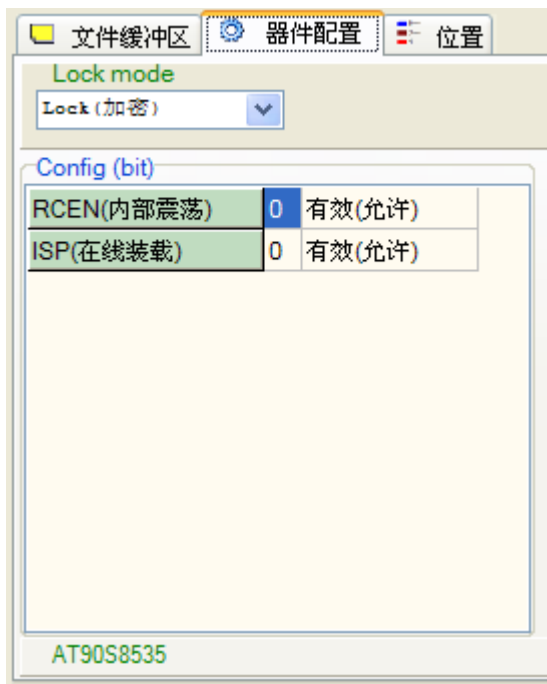 文件缓冲区 器件配置 位置
Lock mode
Lock(加密)
Config (bit)
RCEN(内部震荡) 0 有效(允许)
ISP(在线装载) 0 有效(允许)
AT90S8535